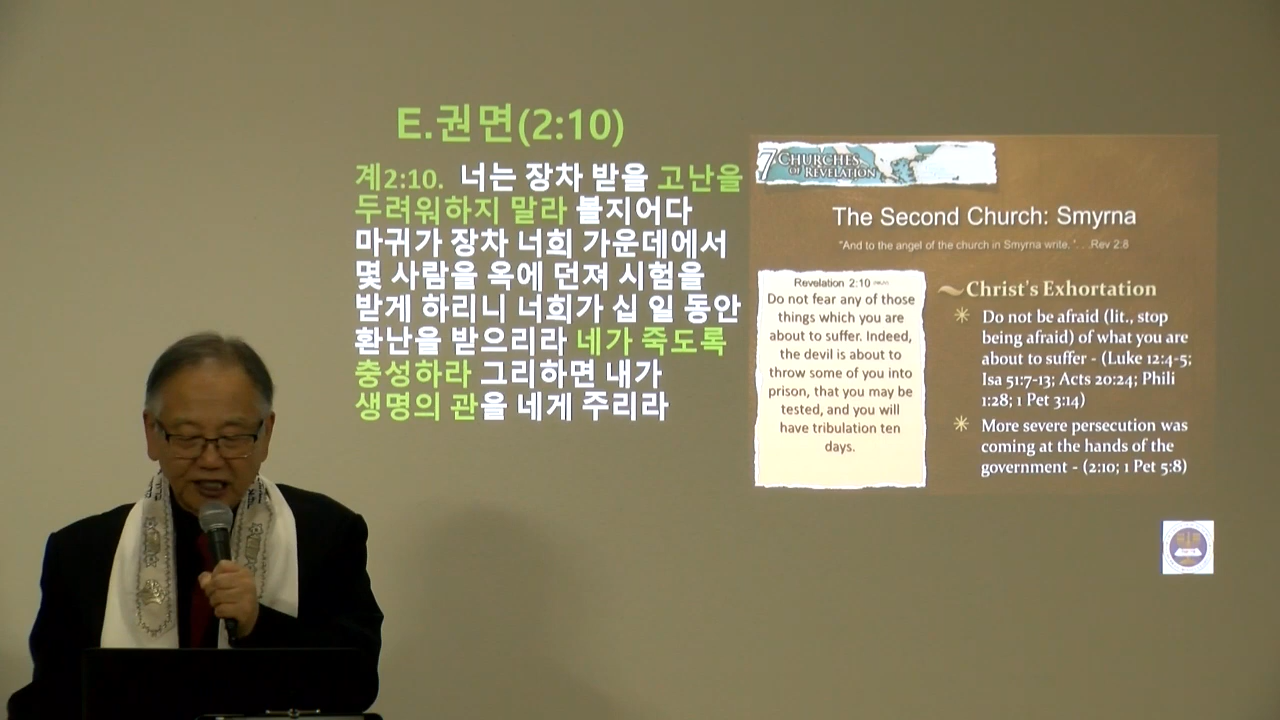 E.권면(2:10)
계2:10. 너는 장차 받을 고난을
두려워하지 말라 볼지어다
마귀가 장차 너희 가운데에서
몇 사람을 옥에 던져 시험을
받게 하리니 너희가 십 일 동안
환난을 받으리라 네가 죽도록
충성하라 그리하면 내가
생명의 관을 네게 주리라
7 CHURCHES
OF REVELATION
The Second Church: Smyrna
"And to the angel of the church in Smyrna write. '. . .Rev 2:8
Revelation 2:10
Do not fear any of those
things which you are
about to suffer. Indeed,
the devil is about to
throw some of you into
prison, that you may be
tested, and you will
have tribulation ten
days.
Christ's Exhortation
Do not be afraid (lit., stop
being afraid) of what you are
about to suffer - (Luke 12:4-5;
Isa 51:7-13; Acts 20:24; Phili
1:28; 1 Pet 3:14)
More severe persecution was
coming at the hands of the
government - (2:10; 1 Pet 5:8)